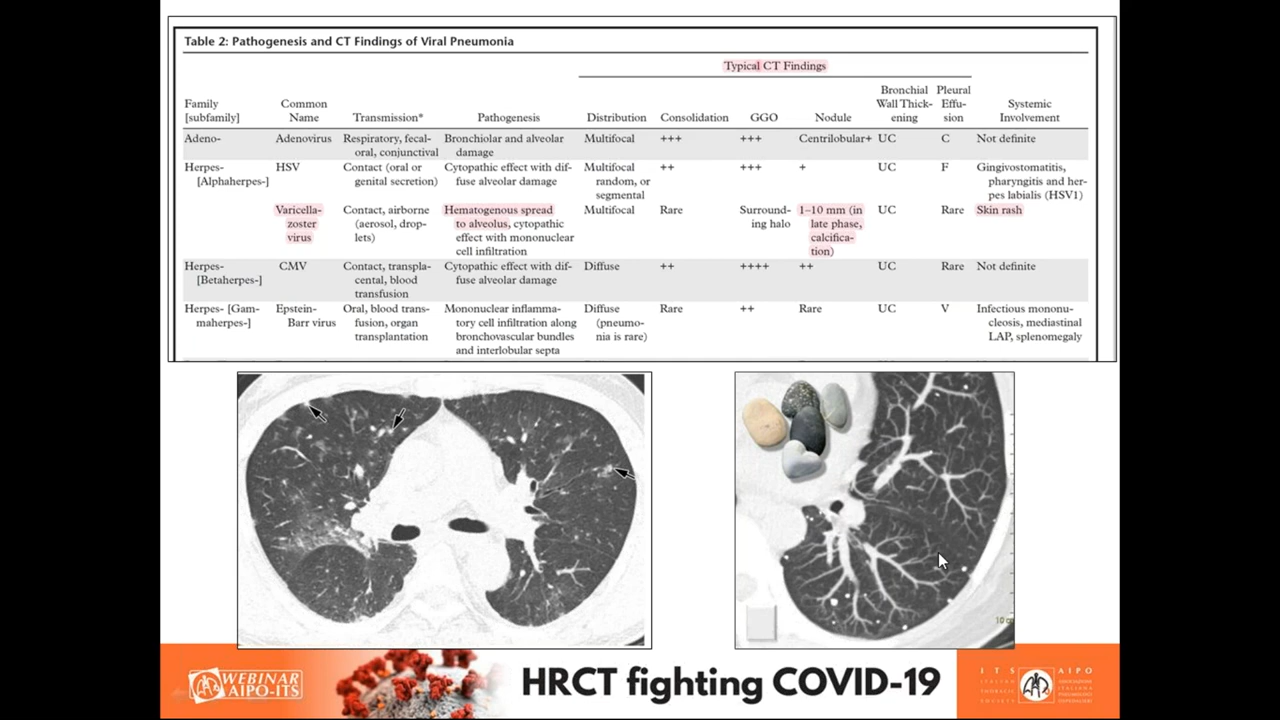 Table 2: Pathogenesis and CT Findings of Viral Pneumonia
Typical CT Findings
Family [subfamily] Common Name Transmission* Pathogenesis Distribution Consolidation GGO Nodule Bronchial Wall Thick-ening Pleural Effu-sion Systemic Involvement
Adeno- Adenovirus Respiratory, fecal-oral, conjunctival Bronchiolar and alveolar damage Multifocal +++ +++ Centrilobular+ UC C Not definite
Herpes- [Alphaherpes-] HSV Contact (oral or genital secretion) Cytopathic effect with dif-fuse alveolar damage Multifocal random, or segmental ++ +++ + UC F Gingivostomatitis, pharyngitis and her-pes labialis (HSV1)
Varicella-zoster virus Contact, airborne (aerosol, drop-lets) Hematogenous spread to alveolus, cytopathic effect with mononuclear cell infiltration Multifocal Rare Surround-ing halo 1–10 mm (in late phase, calcifica-tion) UC Rare Skin rash
Herpes- [Betaherpes-] CMV Contact, transpla-cental, blood transfusion Cytopathic effect with dif-fuse alveolar damage Diffuse ++ ++++ ++ UC Rare Not definite
Herpes- [Gam-maherpes-] Epstein-Barr virus Oral, blood trans-fusion, organ transplantation Mononuclear inflamma-tory cell infiltration along bronchovascular bundles and interlobular septa Diffuse (pneumo-nia is rare) Rare ++ Rare UC V Infectious mononu-cleosis, mediastinal LAP, splenomegaly
WEBINAR
AIPO-ITS
HRCT fighting COVID-19
ITS AIPO